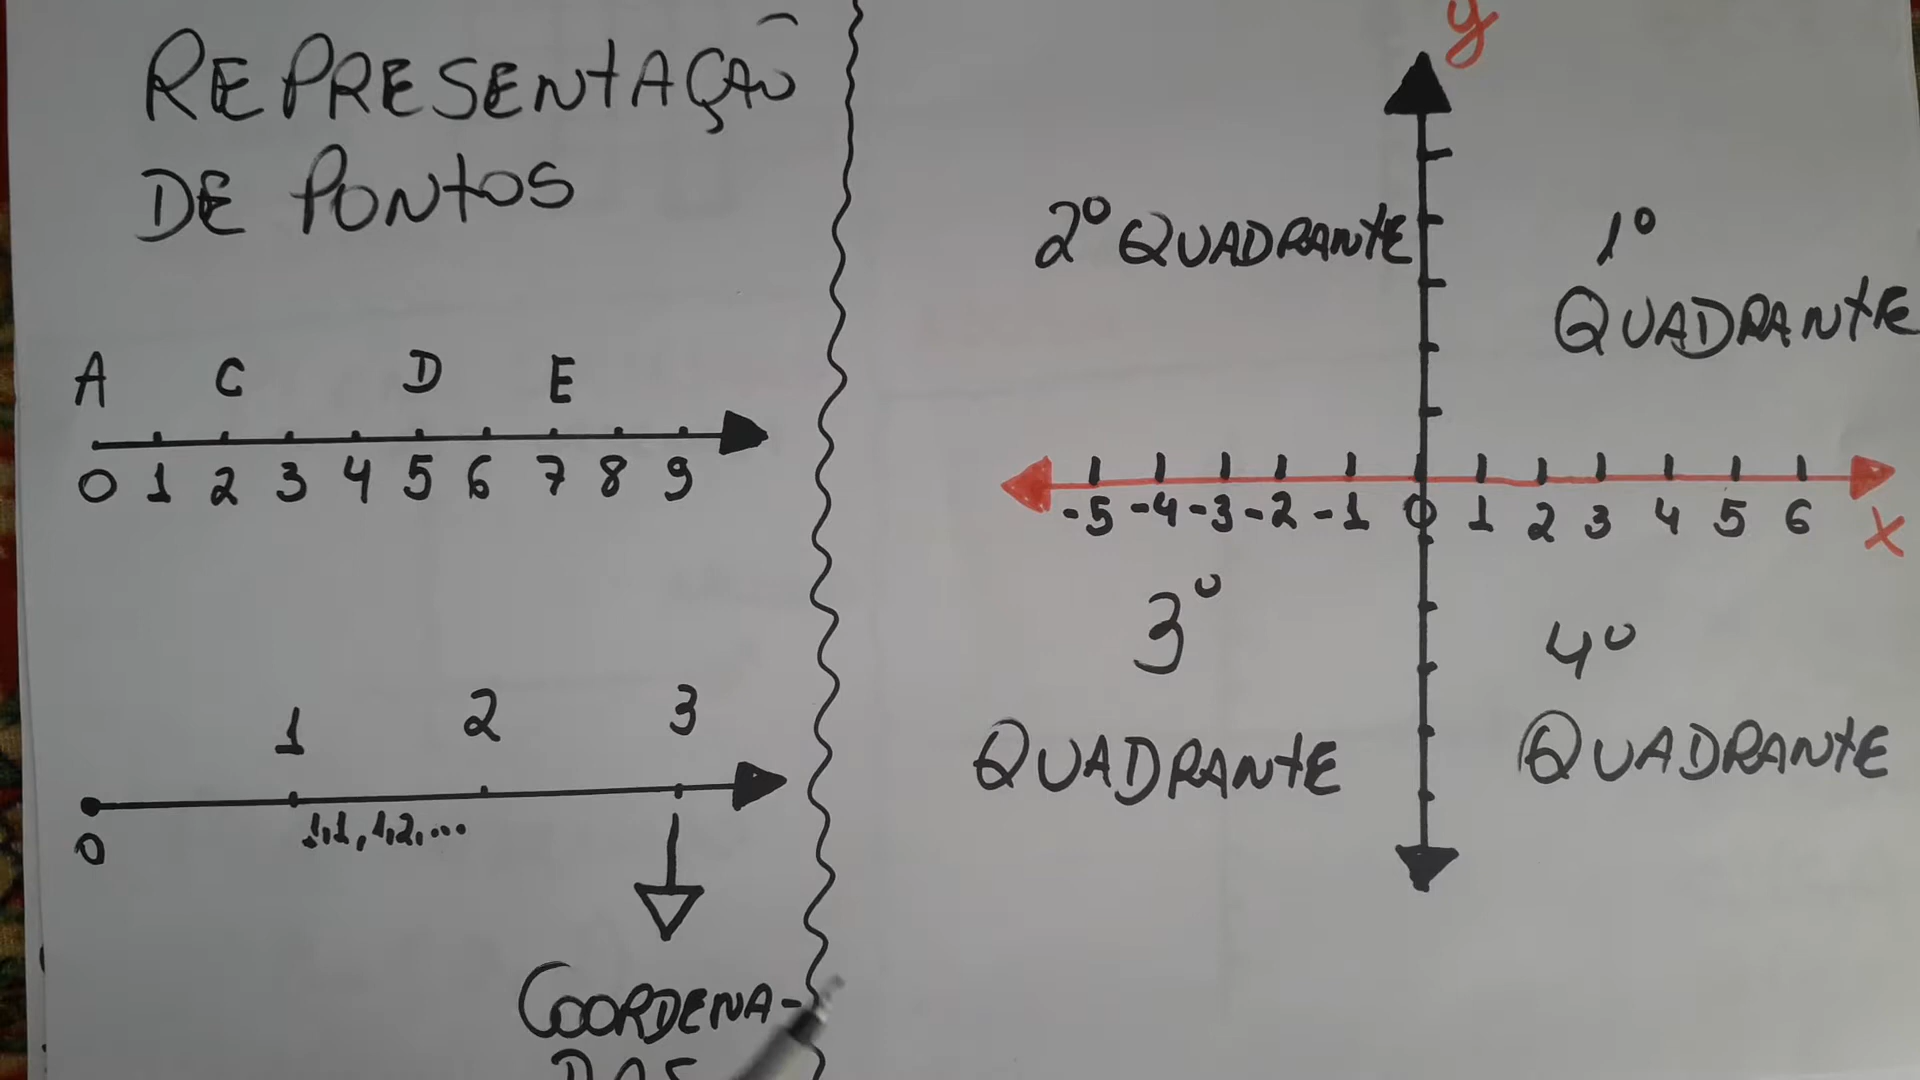 REPRESENTAÇÃO
DE PONTOS
A C D E
0 1 2 3 4 5 6 7 8 9
1 2 3
0 1,1, 1,2, ...
COORDENA-
DAS
y
2º QUADRANTE
1º
QUADRANTE
-5 -4 -3 -2 -1 0 1 2 3 4 5 6
x
3º
QUADRANTE
4º
QUADRANTE